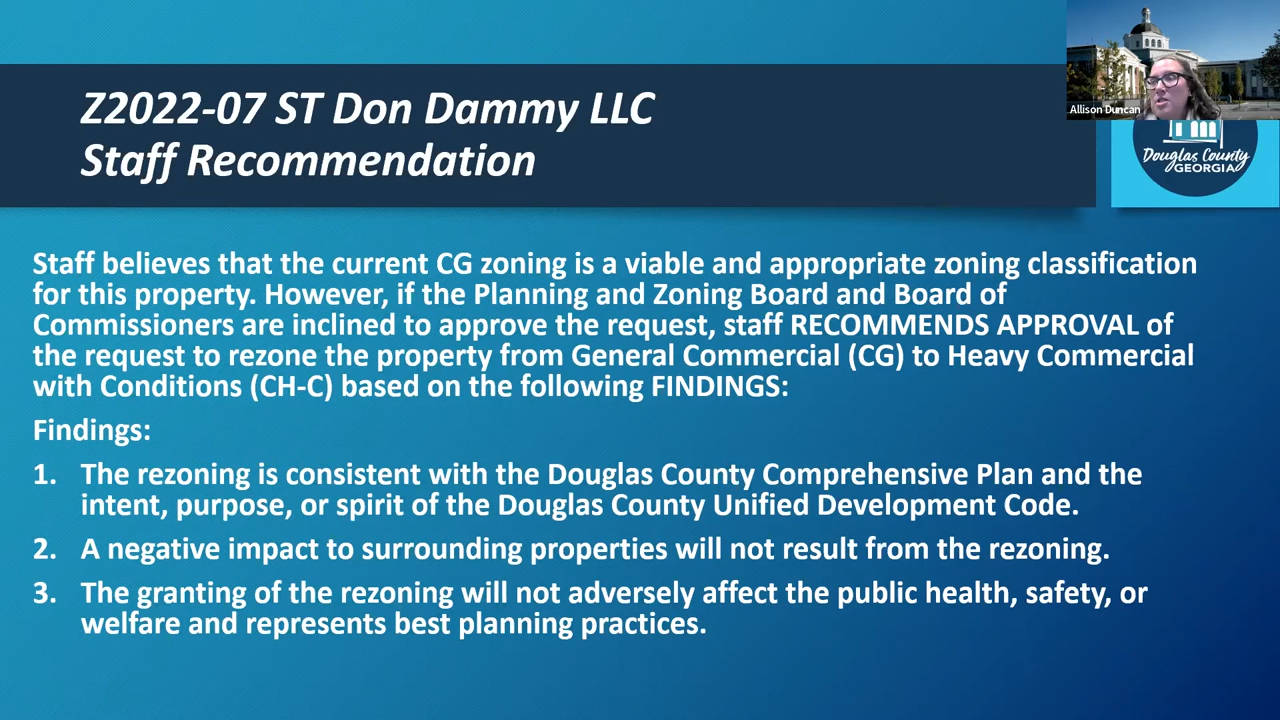 Z2022-07 ST Don Dammy LLC
Staff Recommendation
Allison Duncan
Douglas County
GEORGIA
Staff believes that the current CG zoning is a viable and appropriate zoning classification
for this property. However, if the Planning and Zoning Board and Board of
Commissioners are inclined to approve the request, staff RECOMMENDS APPROVAL of
the request to rezone the property from General Commercial (CG) to Heavy Commercial
with Conditions (CH-C) based on the following FINDINGS:
Findings:
1. The rezoning is consistent with the Douglas County Comprehensive Plan and the
intent, purpose, or spirit of the Douglas County Unified Development Code.
2. A negative impact to surrounding properties will not result from the rezoning.
3. The granting of the rezoning will not adversely affect the public health, safety, or
welfare and represents best planning practices.